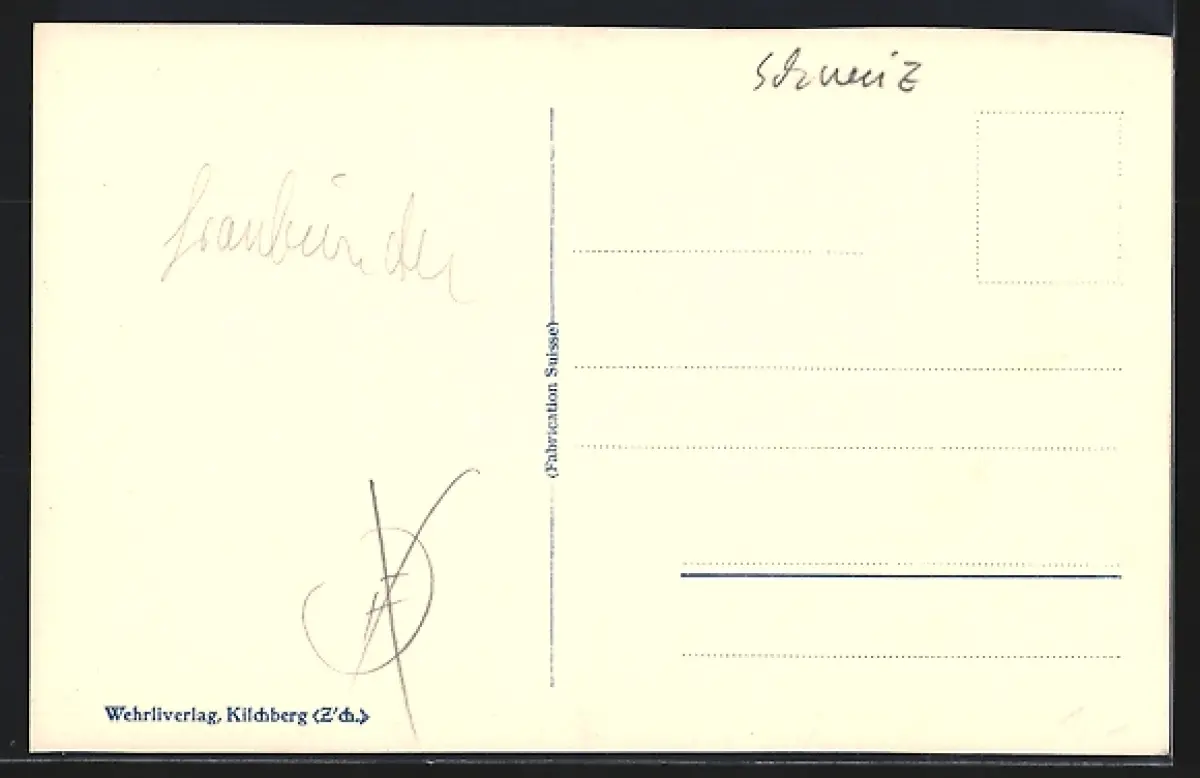 Schweiz
Graubünden
(Fabrication Suisse)
Wehrliverlag, Kilchberg (Z'ch.)